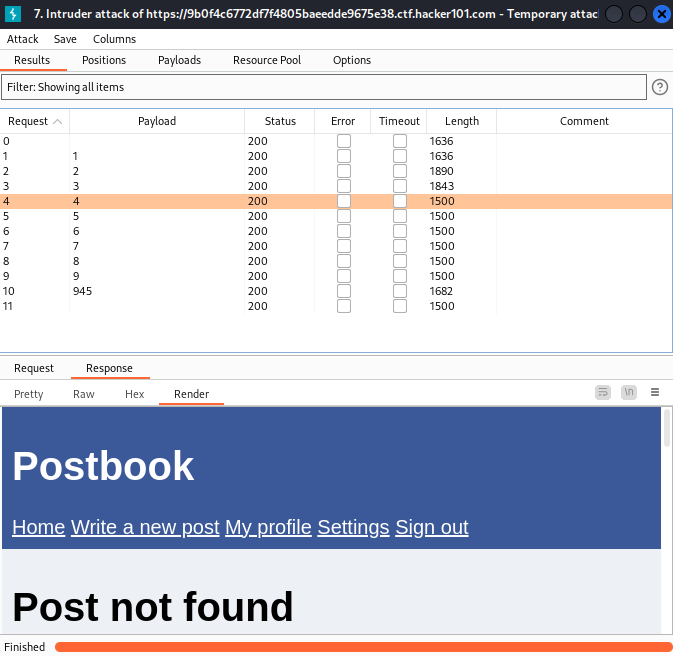 7. Intruder attack of https://9b0f4c6772df7f4805baeedde9675e38.ctf.hacker101.com - Temporary attac
Attack Save Columns
Results Positions Payloads Resource Pool Options
Filter: Showing all items ?
Request Payload Status Error Timeout Length Comment
0 200 1636
1 1 200 1636
2 2 200 1890
3 3 200 1843
4 4 200 1500
5 5 200 1500
6 6 200 1500
7 7 200 1500
8 8 200 1500
9 9 200 1500
10 945 200 1682
11 200 1500
Request Response
Pretty Raw Hex Render \n
Postbook
Home Write a new post My profile Settings Sign out
Post not found
Finished